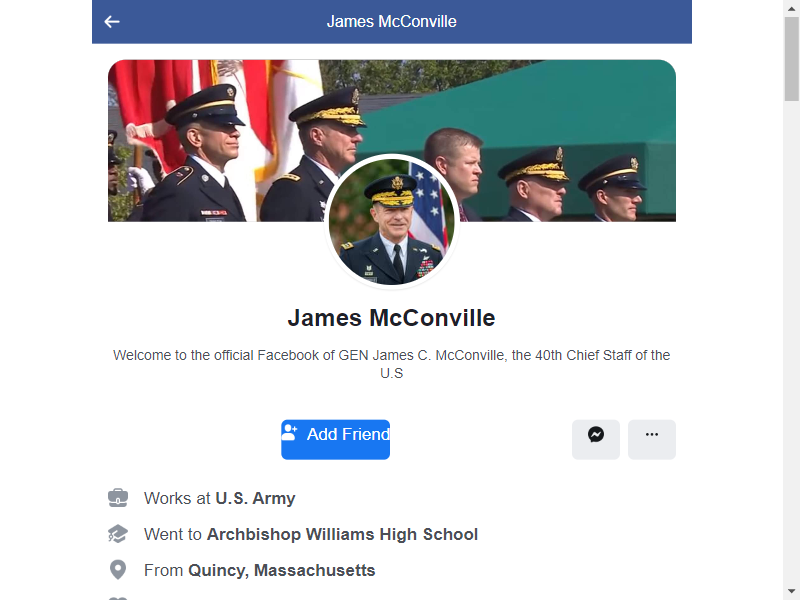 James McConville
James McConville
Welcome to the official Facebook of GEN James C. McConville, the 40th Chief Staff of the
U.S
Add Friend
Works at U.S. Army
Went to Archbishop Williams High School
From Quincy, Massachusetts